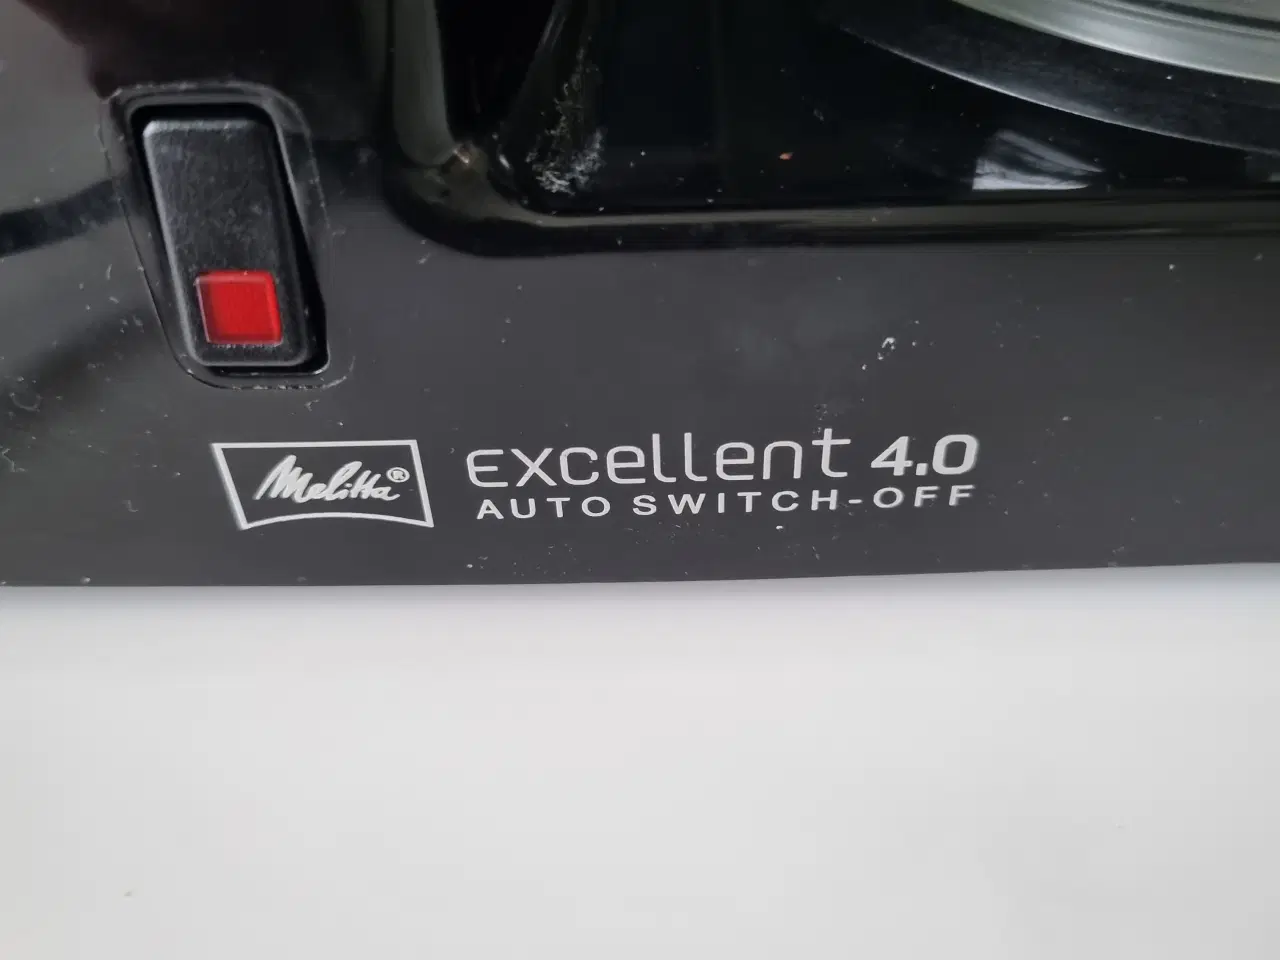 Melitta®
Excellent 4.0
AUTO SWITCH-OFF